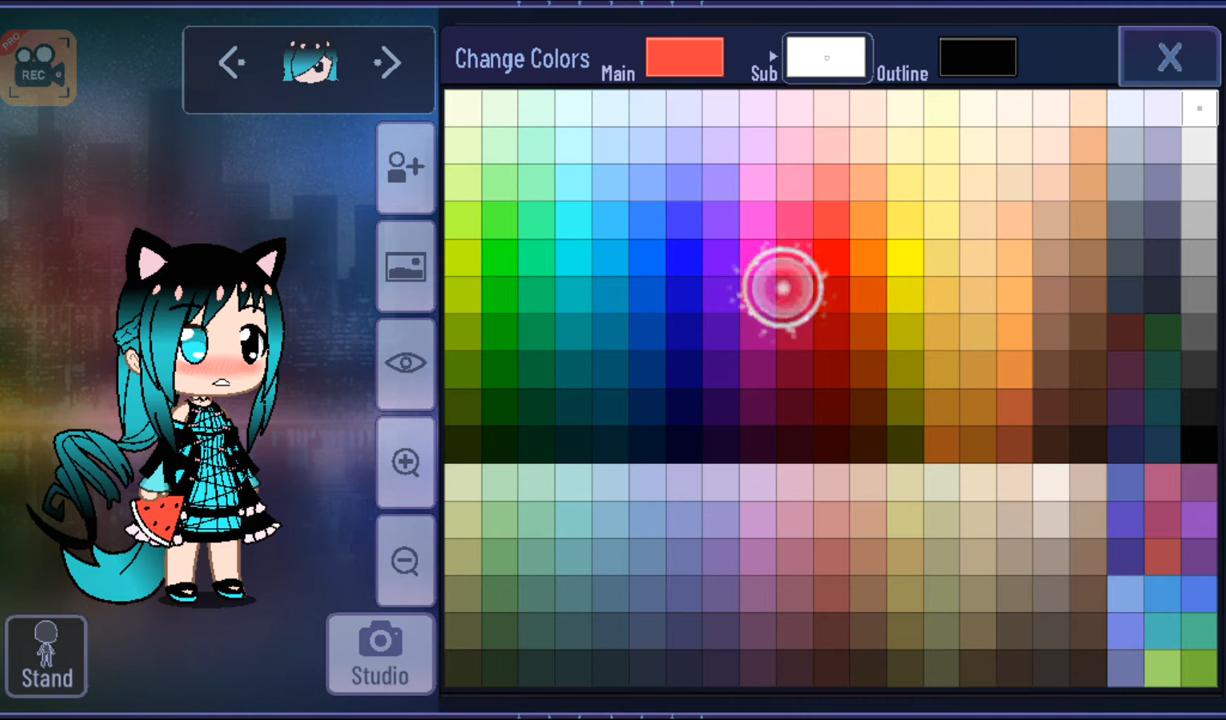 PRO
REC
Change Colors
Main
Sub
Outline
X
Stand
Studio